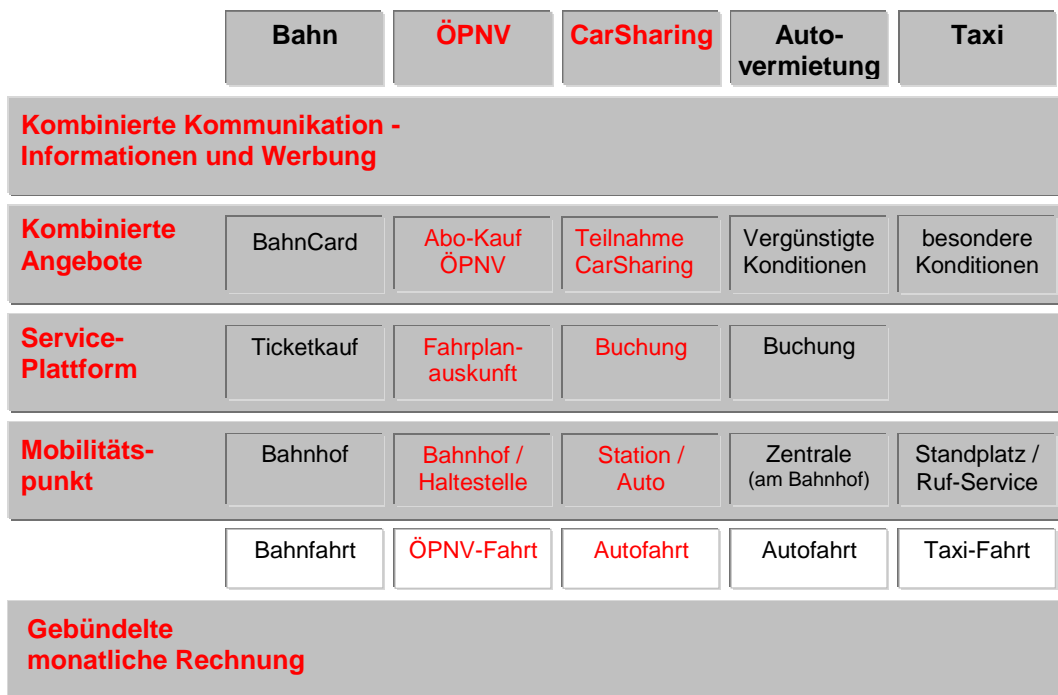 Bahn
ÖPNV
CarSharing
Auto-
vermietung
Taxi
Kombinierte Kommunikation -
Informationen und Werbung
Kombinierte
Angebote
BahnCard
Abo-Kauf
ÖPNV
Teilnahme
CarSharing
Vergünstigte
Konditionen
besondere
Konditionen
Service-
Plattform
Ticketkauf
Fahrplan-
auskunft
Buchung
Buchung
Mobilitäts-
punkt
Bahnhof
Bahnhof /
Haltestelle
Station /
Auto
Zentrale
(am Bahnhof)
Standplatz /
Ruf-Service
Bahnfahrt
ÖPNV-Fahrt
Autofahrt
Autofahrt
Taxi-Fahrt
Gebündelte
monatliche Rechnung